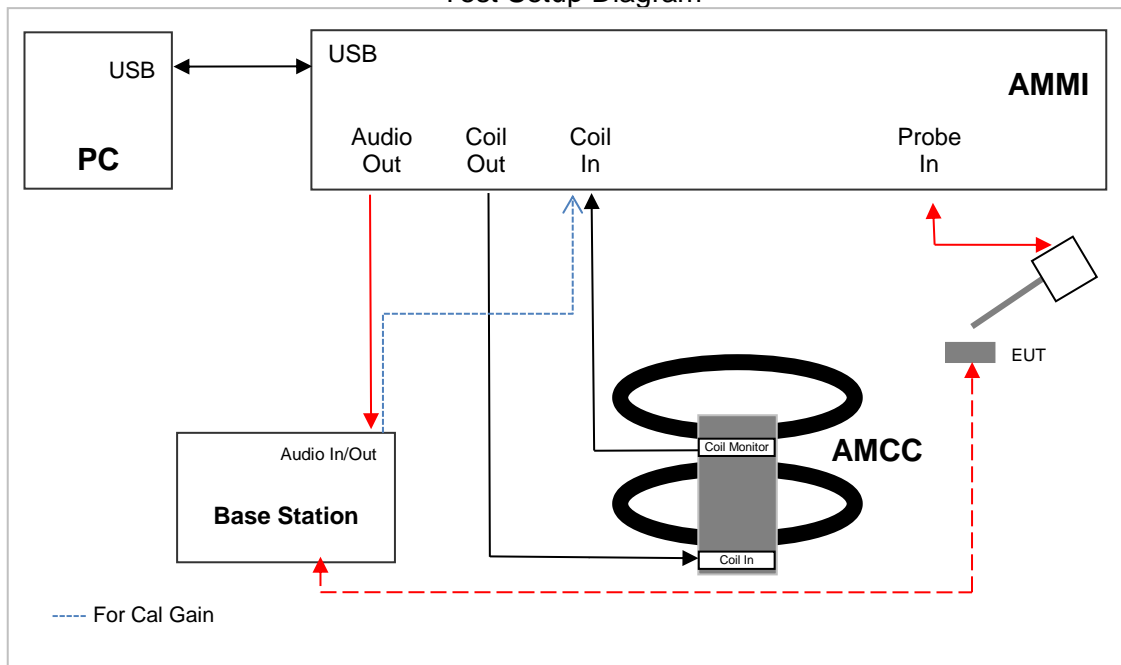 Test Setup Diagram
USB
USB
AMMI
PC
Audio
Out
Coil
Out
Coil
In
Probe
In
EUT
Coil Monitor
AMCC
Audio In/Out
Base Station
Coil In
For Cal Gain